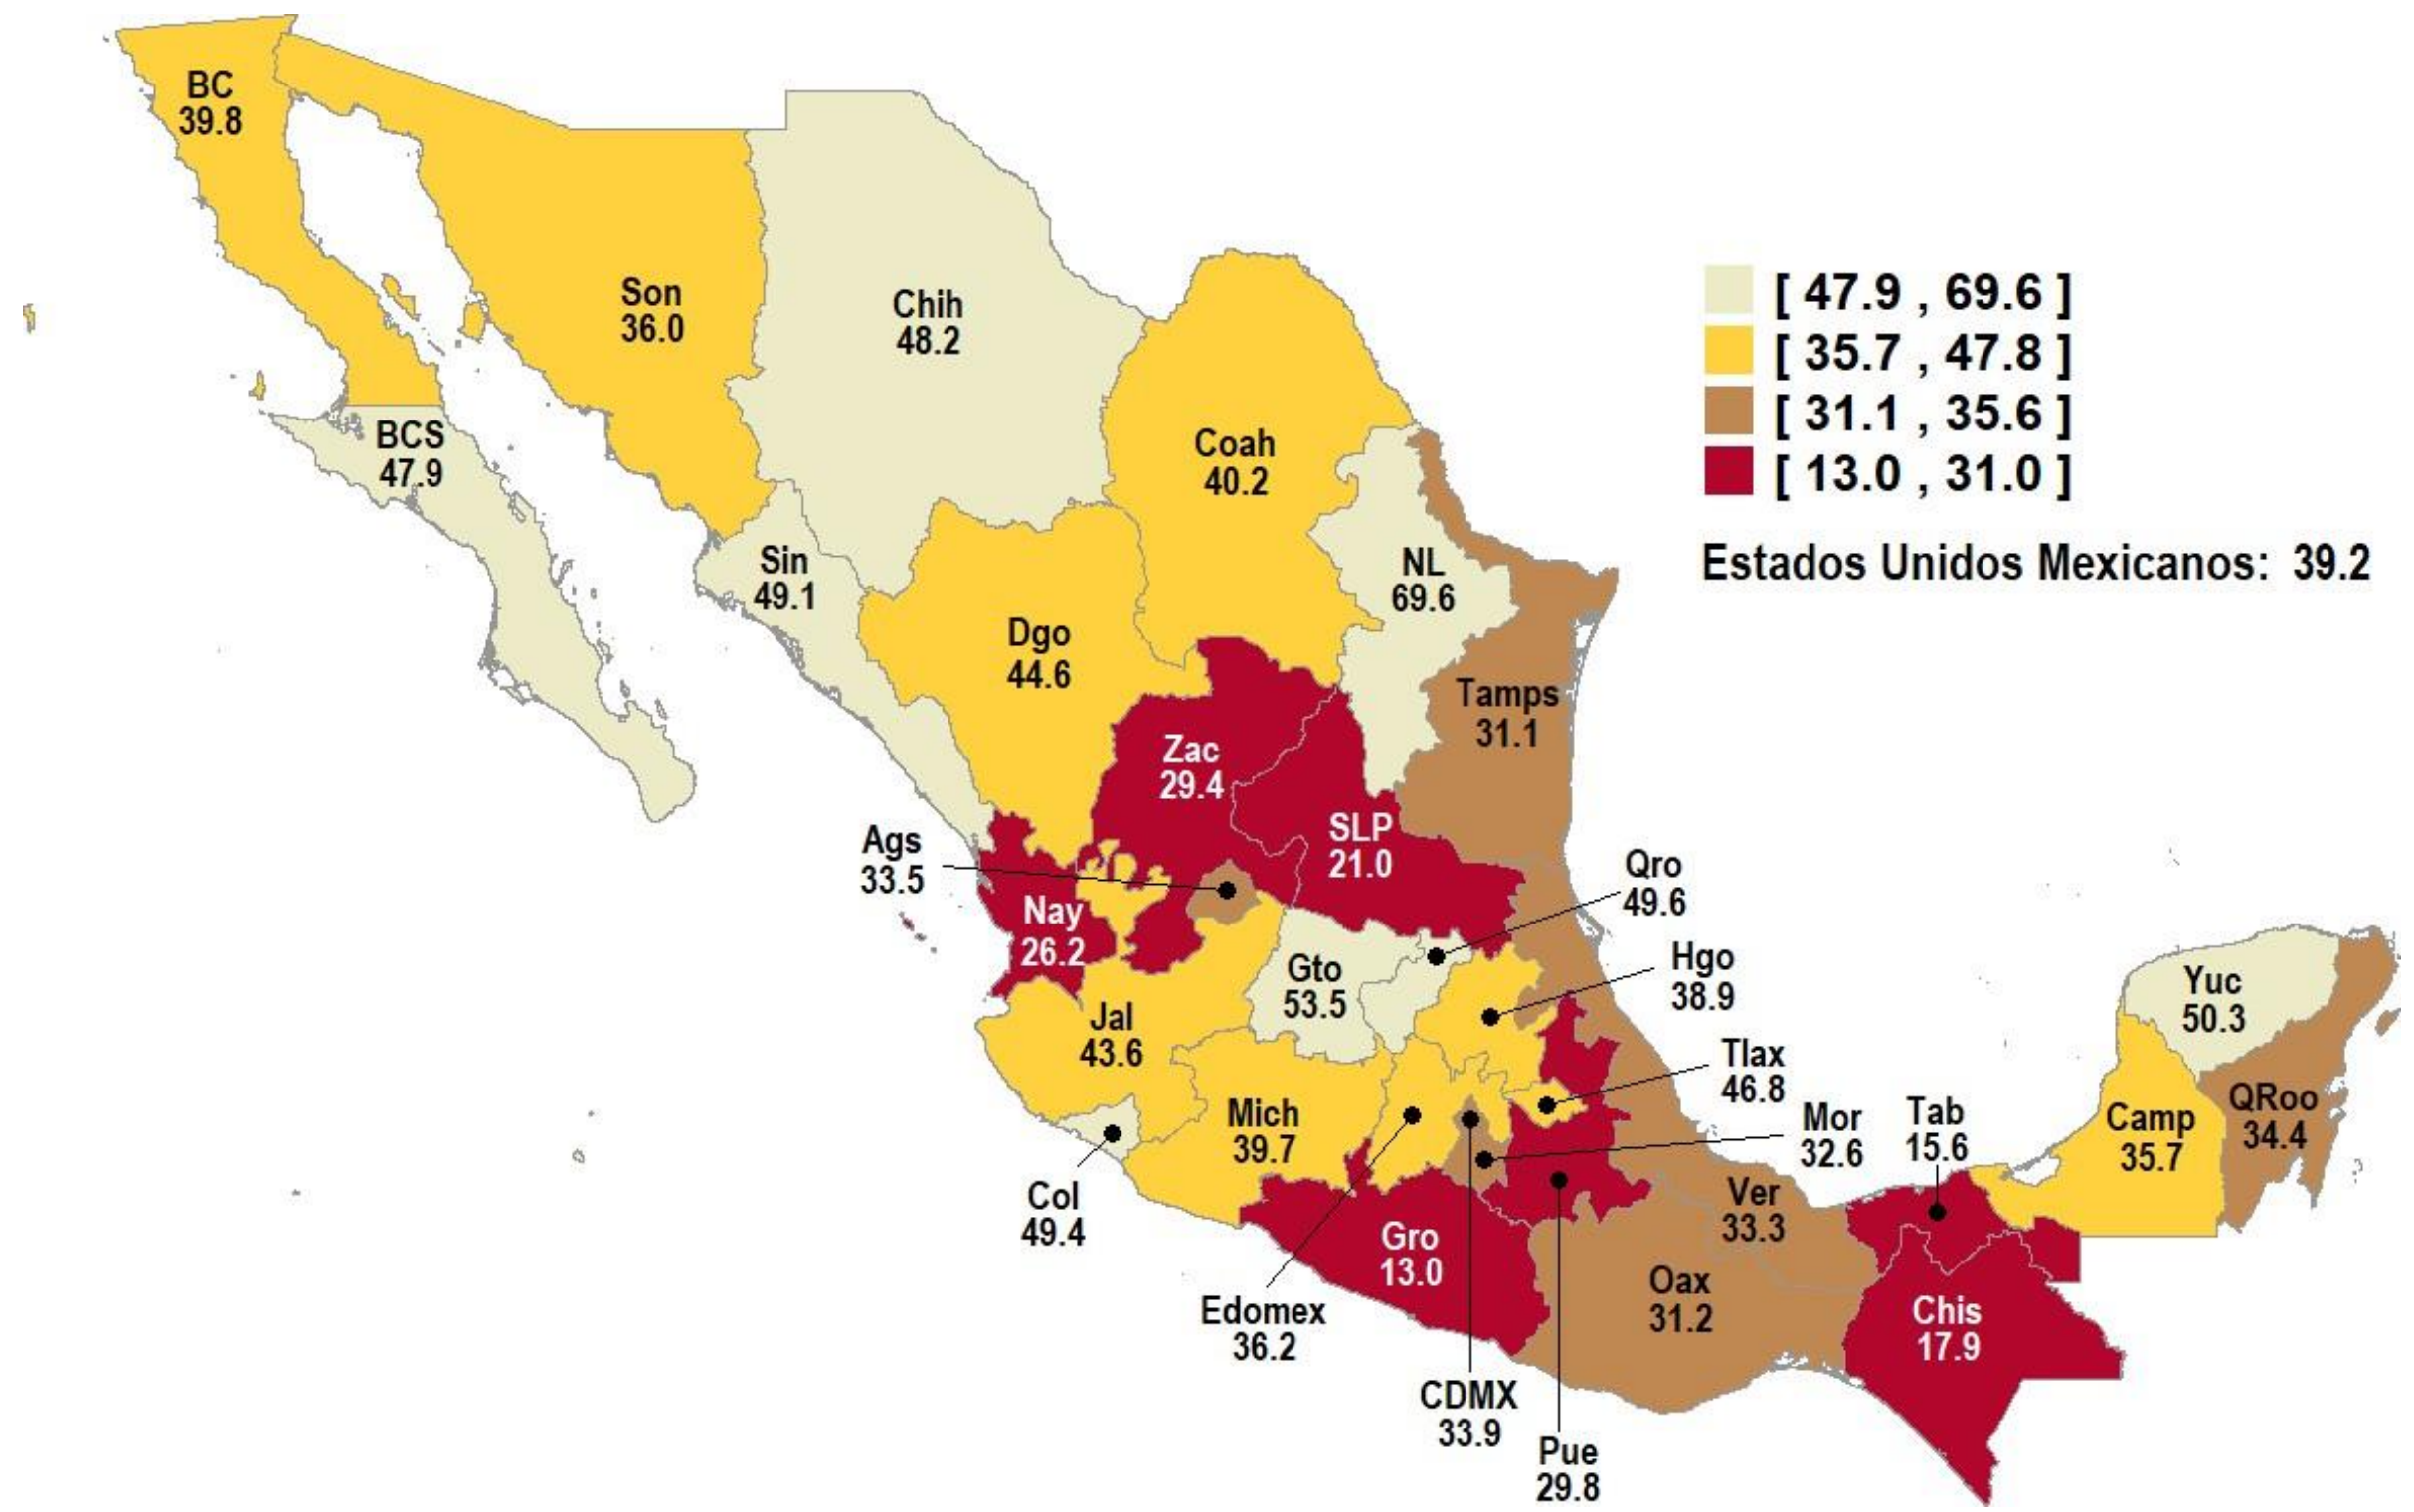 BC
39.8
Son
36.0
Chih
48.2
[ 47.9 , 69.6 ]
[ 35.7 , 47.8 ]
[ 31.1 , 35.6 ]
[ 13.0 , 31.0 ]
Estados Unidos Mexicanos: 39.2
BCS
47.9
Coah
40.2
Sin
49.1
NL
69.6
Dgo
44.6
Tamps
31.1
Zac
29.4
SLP
21.0
Ags
33.5
Qro
49.6
Nay
26.2
Gto
53.5
Hgo
38.9
Yuc
50.3
Jal
43.6
Tlax
46.8
Mich
39.7
Mor
32.6
Tab
15.6
Camp
35.7
QRoo
34.4
Col
49.4
Ver
33.3
Gro
13.0
Oax
31.2
Chis
17.9
Edomex
36.2
CDMX
33.9
Pue
29.8